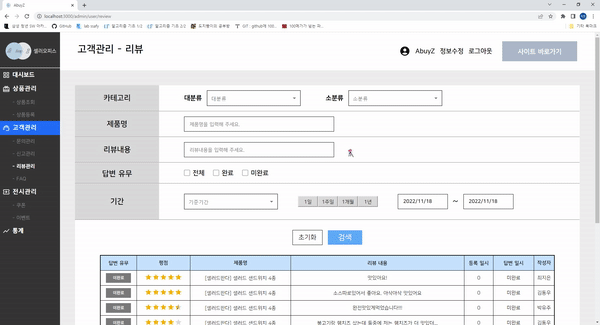 AbuyZ
localhost:3000/admin/user/review
GitHub
Abuy
셀러오피스
고객관리 - 리뷰
AbuyZ 정보수정 로그아웃
사이트 바로가기
대시보드
상품관리
- 상품조회
- 상품등록
고객관리
- 문의관리
- 신고관리
- 리뷰관리
- FAQ
전시관리
- 쿠폰
- 이벤트
통계
카테고리 대분류 대분류 소분류 소분류
제품명 제품명을 입력해 주세요.
리뷰내용 리뷰내용을 입력해 주세요.
답변 유무 전체 완료 미완료
기간 기준기간 1일 1주일 1개월 1년 2022/11/18 ~ 2022/11/18
초기화 검색
답변 유무 평점 제품명 리뷰 내용 등록 일시 답변 일시 작성자
미완료 [샐러드판다] 샐러드 샌드위치 4종 맛있어요! 0 미완료 최지은
미완료 [샐러드판다] 샐러드 샌드위치 4종 소스따로있어서 좋아요. 아삭아삭 맛있어요 0 미완료 김동우
미완료 [샐러드판다] 샐러드 샌드위치 4종 완전맛있게먹었습니다!!! 0 미완료 박유주
미완료 [샐러드판다] 샐러드 샌드위치 4종 0 미완료 김동우